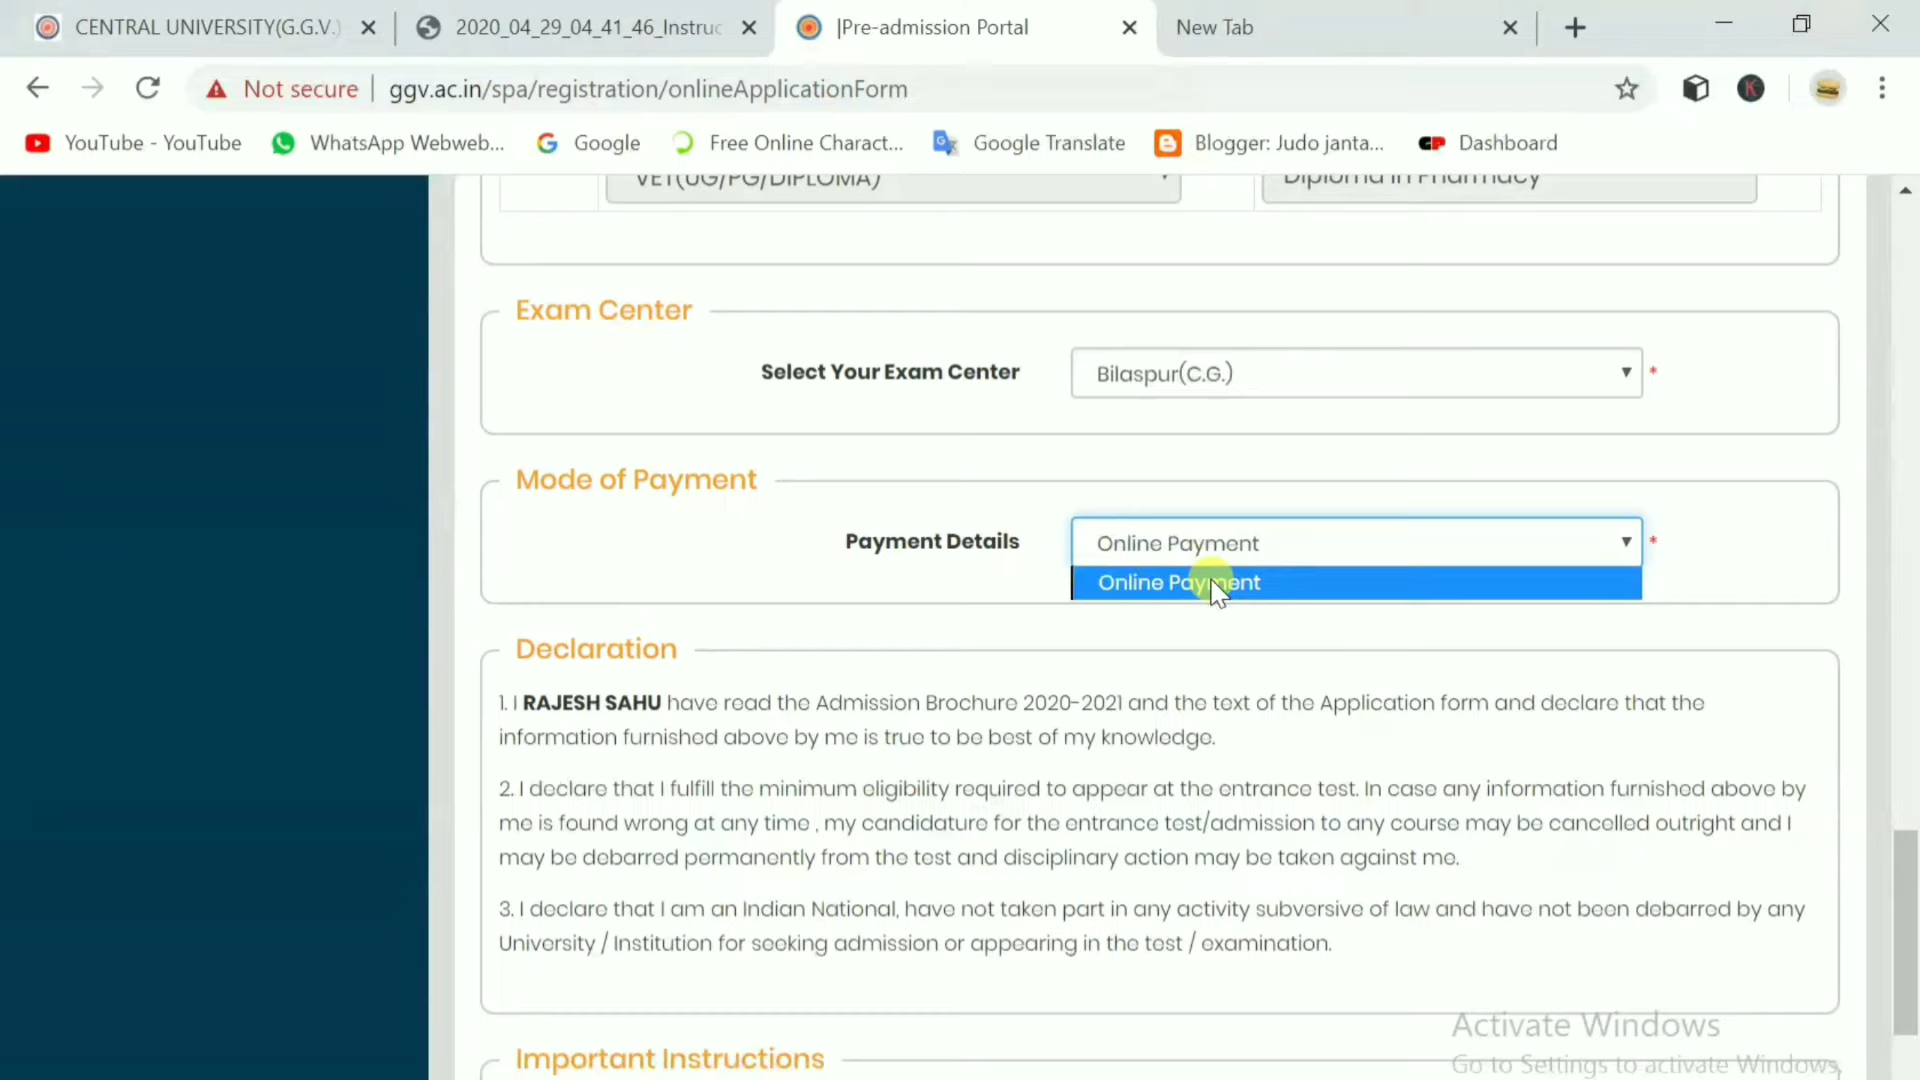 CENTRAL UNIVERSITY(G.G.V.)
2020_04_29_04_41_46_Instruc
|Pre-admission Portal
New Tab
Not secure
ggv.ac.in/spa/registration/onlineApplicationForm
YouTube - YouTube
WhatsApp Webweb...
Google
Free Online Charact...
Google Translate
Blogger: Judo janta...
Dashboard
VET(UG/PG/DIPLOMA)
Diploma in Pharmacy
Exam Center
Select Your Exam Center
Bilaspur(C.G.)
*
Mode of Payment
Payment Details
Online Payment
*
Online Payment
Declaration
1. I RAJESH SAHU have read the Admission Brochure 2020-2021 and the text of the Application form and declare that the
information furnished above by me is true to be best of my knowledge.
2. I declare that I fulfill the minimum eligibility required to appear at the entrance test. In case any information furnished above by
me is found wrong at any time , my candidature for the entrance test/admission to any course may be cancelled outright and I
may be debarred permanently from the test and disciplinary action may be taken against me.
3. I declare that I am an Indian National, have not taken part in any activity subversive of law and have not been debarred by any
University / Institution for seeking admission or appearing in the test / examination.
Activate Windows
Go to Settings to activate Windows.
Important Instructions